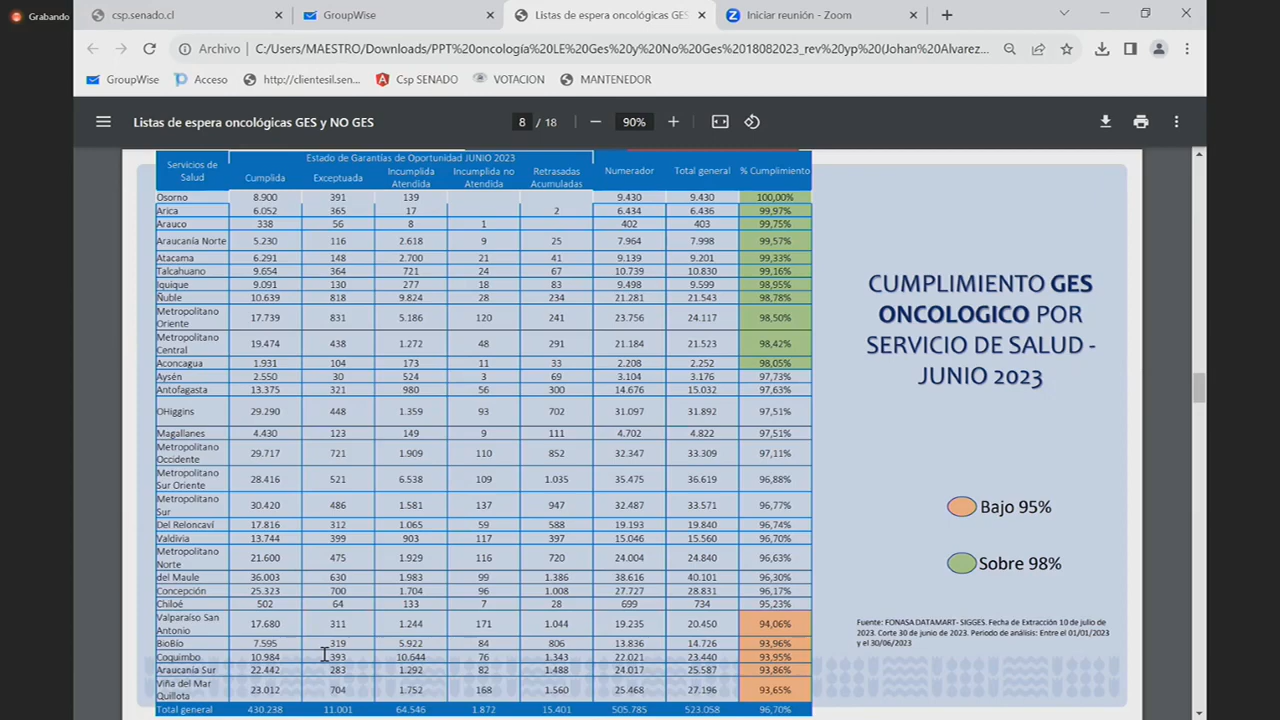 Grabando
csp.senado.cl
GroupWise
Listas de espera oncológicas GES
Iniciar reunión - Zoom
Archivo
C:/Users/MAESTRO/Downloads/PPT%20oncología%20LE%20Ges%20y%20No%20Ges%2018082023_rev%20yp%20(Johan%20Alvarez...
GroupWise
Acceso
http://clientesil.sen...
Csp SENADO
VOTACION
MANTENEDOR
Listas de espera oncológicas GES y NO GES
8 / 18
90%
Servicios de Salud Estado de Garantías de Oportunidad JUNIO 2023 Numerador Total general % Cumplimiento
Cumplida Exceptuada Incumplida Atendida Incumplida no Atendida Retrasadas Acumuladas
Osorno 8.900 391 139 9.430 9.430 100,00%
Arica 6.052 365 17 2 6.434 6.436 99,97%
Arauco 338 56 8 1 402 403 99,75%
Araucanía Norte 5.230 116 2.618 9 25 7.964 7.998 99,57%
Atacama 6.291 148 2.700 21 41 9.139 9.201 99,33%
Talcahuano 9.654 364 721 24 67 10.739 10.830 99,16%
Iquique 9.091 130 277 18 83 9.498 9.599 98,95%
Ñuble 10.639 818 9.824 28 234 21.281 21.543 98,78%
Metropolitano Oriente 17.739 831 5.186 120 241 23.756 24.117 98,50%
Metropolitano Central 19.474 438 1.272 48 291 21.184 21.523 98,42%
Aconcagua 1.931 104 173 11 33 2.208 2.252 98,05%
Aysén 2.550 30 524 3 69 3.104 3.176 97,73%
Antofagasta 13.375 321 980 56 300 14.676 15.032 97,63%
OHiggins 29.290 448 1.359 93 702 31.097 31.892 97,51%
Magallanes 4.430 123 149 9 111 4.702 4.822 97,51%
Metropolitano Occidente 29.717 721 1.909 110 852 32.347 33.309 97,11%
Metropolitano Sur Oriente 28.416 521 6.538 109 1.035 35.475 36.619 96,88%
Metropolitano Sur 30.420 486 1.581 137 947 32.487 33.571 96,77%
Del Reloncaví 17.816 312 1.065 59 588 19.193 19.840 96,74%
Valdivia 13.744 399 903 117 397 15.046 15.560 96,70%
Metropolitano Norte 21.600 475 1.929 116 720 24.004 24.840 96,63%
del Maule 36.003 630 1.983 99 1.386 38.616 40.101 96,30%
Concepción 25.323 700 1.704 96 1.008 27.727 28.831 96,17%
Chiloé 502 64 133 7 28 699 734 95,23%
Valparaíso San Antonio 17.680 311 1.244 171 1.044 19.235 20.450 94,06%
BioBío 7.595 319 5.922 84 806 13.836 14.726 93,96%
Coquimbo 10.984 393 10.644 76 1.343 22.021 23.440 93,95%
Araucanía Sur 22.442 283 1.292 82 1.488 24.017 25.587 93,86%
Viña del Mar Quillota 23.012 704 1.752 168 1.560 25.468 27.196 93,65%
Total general 430.238 11.001 64.546 1.872 15.401 505.785 523.058 96,70%
CUMPLIMIENTO GES
ONCOLOGICO POR
SERVICIO DE SALUD -
JUNIO 2023
Bajo 95%
Sobre 98%
Fuente: FONASA DATAMART- SIGGES. Fecha de Extracción 10 de julio de
2023. Corte 30 de junio de 2023. Periodo de análisis: Entre el 01/01/2023
y el 30/06/2023